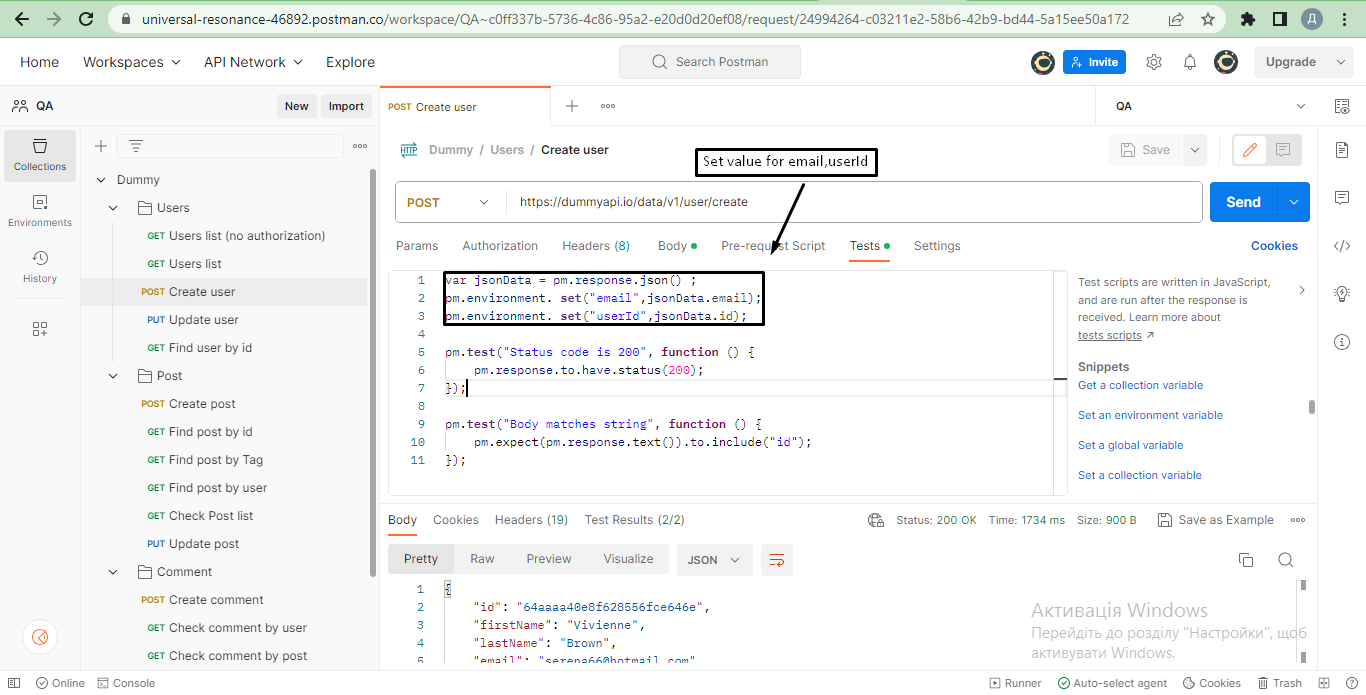 universal-resonance-46892.postman.co/workspace/QA~c0ff337b-5736-4c86-95a2-e20d0d20ef08/request/24994264-c03211e2-58b6-42b9-bd44-5a15ee50a172
Д
Home Workspaces API Network Explore Search Postman Invite Upgrade
QA New Import POST Create user QA
Collections
Environments
History
Dummy
Users
GET Users list (no authorization)
GET Users list
POST Create user
PUT Update user
GET Find user by id
Post
POST Create post
GET Find post by id
GET Find post by Tag
GET Find post by user
GET Check Post list
PUT Update post
Comment
POST Create comment
GET Check comment by user
GET Check comment by post
HTTP Dummy / Users / Create user Save
Set value for email,userId
POST https://dummyapi.io/data/v1/user/create Send
Params Authorization Headers (8) Body Pre-request Script Tests Settings Cookies
1 var jsonData = pm.response.json() ;
2 pm.environment. set("email",jsonData.email);
3 pm.environment. set("userId",jsonData.id);
4
5 pm.test("Status code is 200", function () {
6 pm.response.to.have.status(200);
7 });
8
9 pm.test("Body matches string", function () {
10 pm.expect(pm.response.text()).to.include("id");
11 });
Test scripts are written in JavaScript,
and are run after the response is
received. Learn more about
tests scripts ↗
Snippets
Get a collection variable
Set an environment variable
Set a global variable
Set a collection variable
Body Cookies Headers (19) Test Results (2/2) Status: 200 OK Time: 1734 ms Size: 900 B Save as Example
Pretty Raw Preview Visualize JSON
1 {
2 "id": "64aaaa40e8f628556fce646e",
3 "firstName": "Vivienne",
4 "lastName": "Brown",
5 "email": "serena66@hotmail.com"
Активація Windows
Перейдіть до розділу "Настройки", щоб
активувати Windows.
Online Console Runner Auto-select agent Cookies Trash